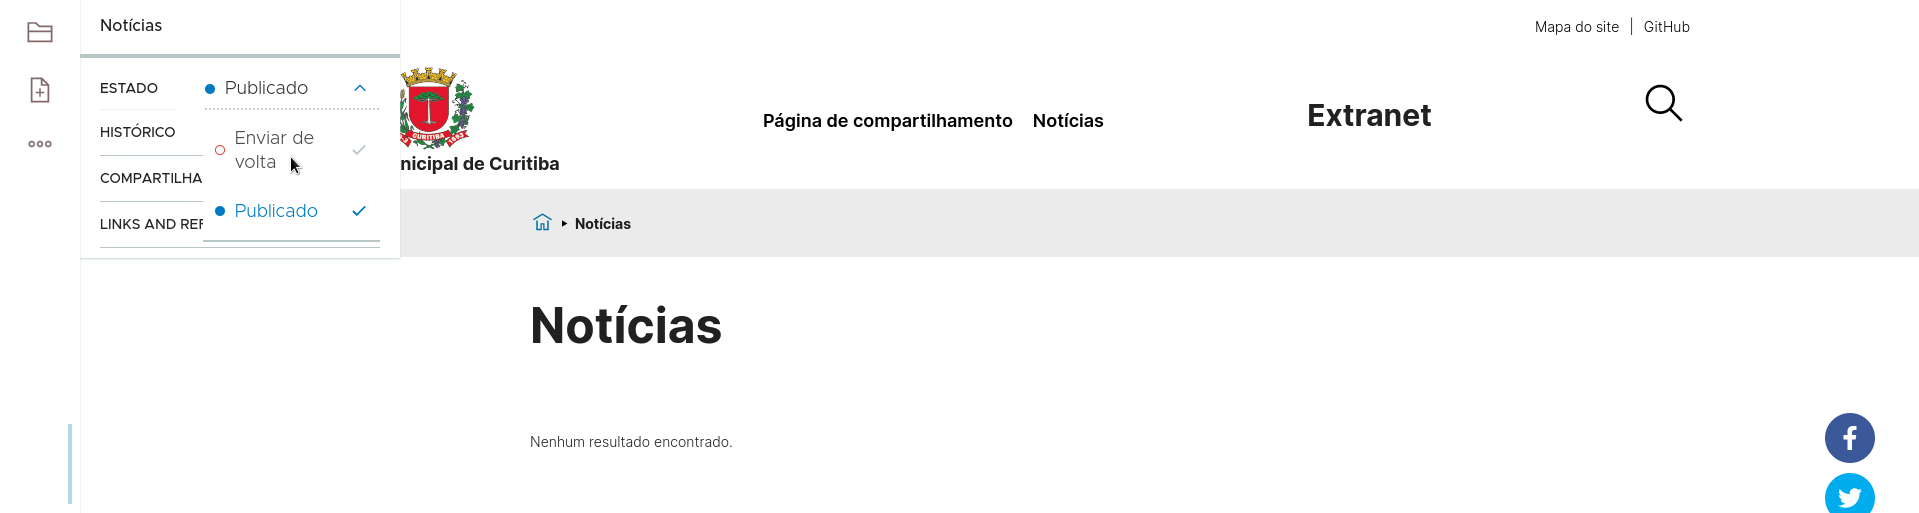 Notícias
ESTADO
Publicado
HISTÓRICO
Enviar de
volta
COMPARTILHA
Publicado
LINKS AND REF
Mapa do site | GitHub
CURITIBA
nicipal de Curitiba
Página de compartilhamento Notícias
Extranet
Notícias
Notícias
Nenhum resultado encontrado.